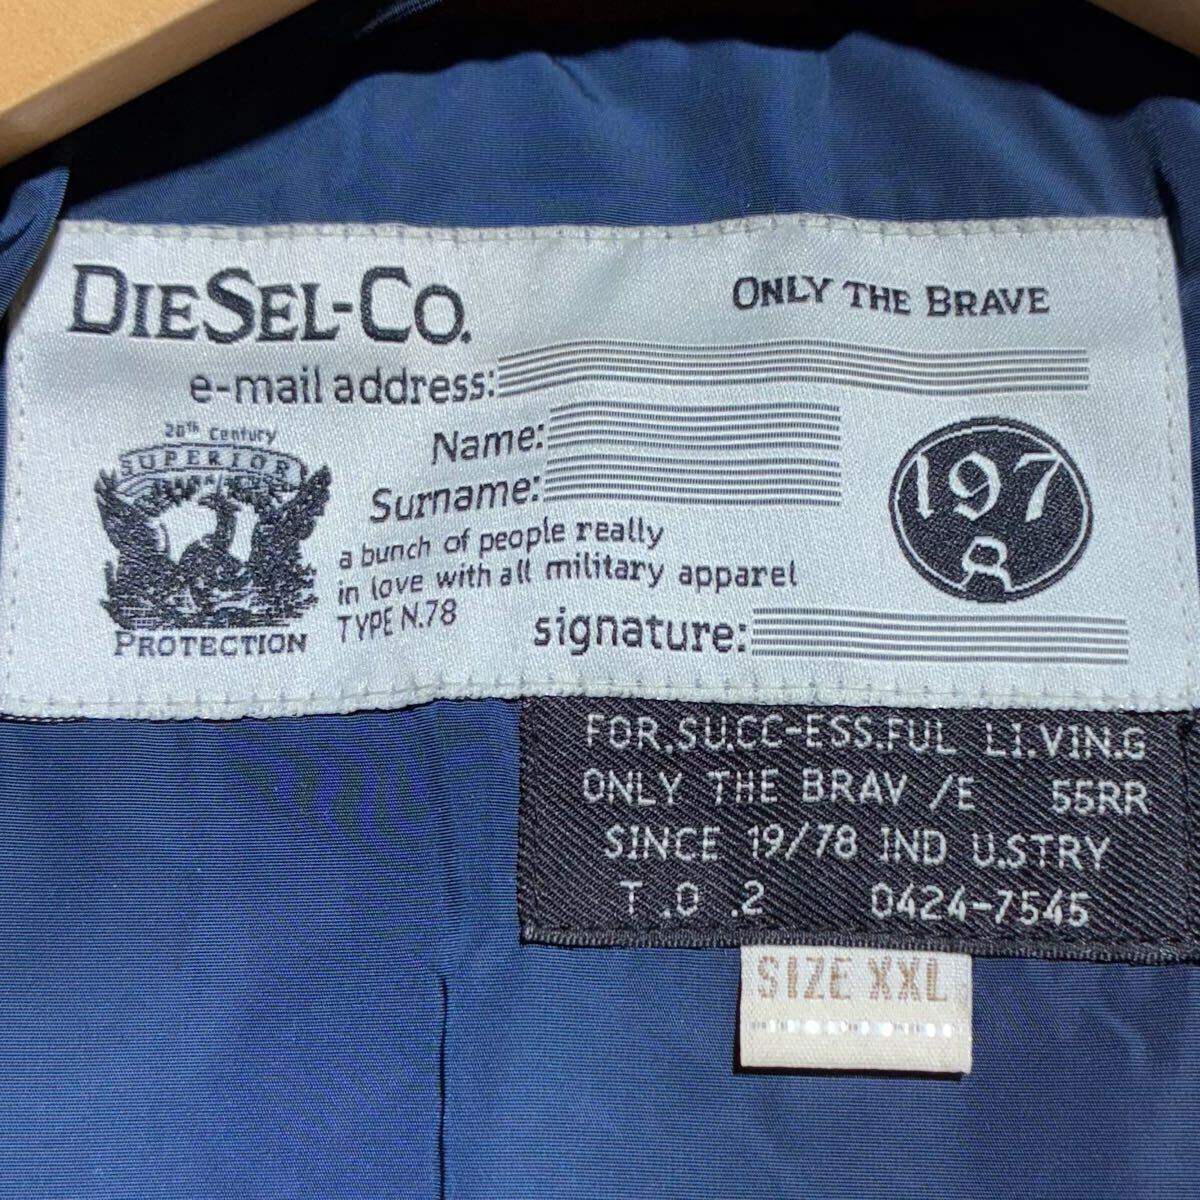 DIESEL-CO.
ONLY THE BRAVE
e-mail address:
Name:
Surname:
20th Century
SUPERIOR
PROTECTION
a bunch of people really
in love with all military apparel
TYPE N.78
signature:
197
8
FOR.SU.CC-ESS.FUL LI.VIN.G
ONLY THE BRAV /E 55RR
SINCE 19/78 IND U.STRY
T .O .2 0424-7545
SIZE XXL